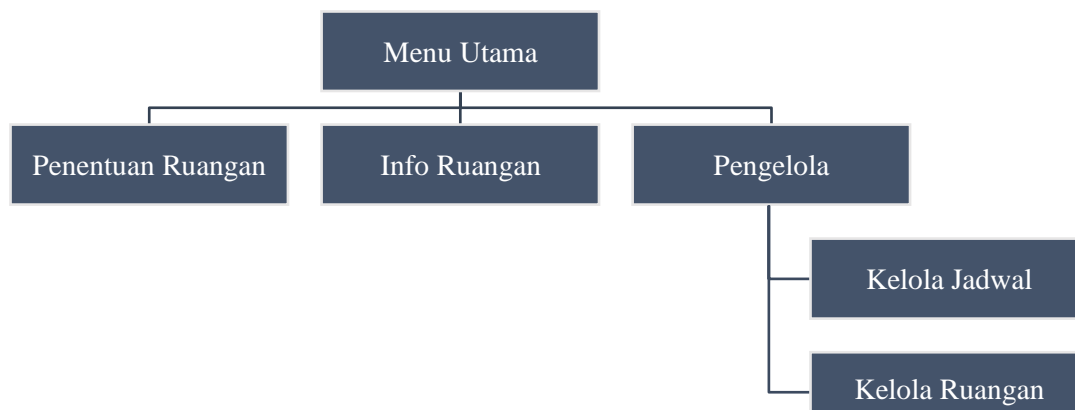 Menu Utama
Penentuan Ruangan
Info Ruangan
Pengelola
Kelola Jadwal
Kelola Ruangan